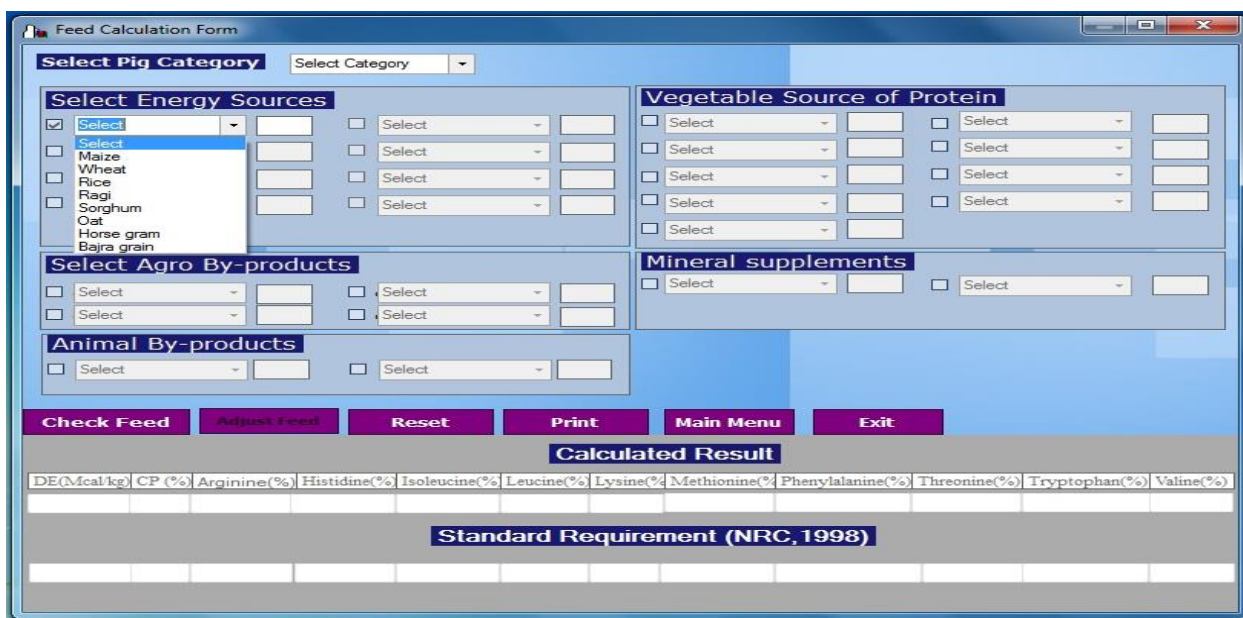 Feed Calculation Form
Select Pig Category Select Category
Select Energy Sources
Select Select
Select
Maize Select
Wheat
Rice Select
Ragi
Sorghum Select
Oat
Horse gram
Bajra grain
Vegetable Source of Protein
Select Select
Select Select
Select Select
Select Select
Select
Select Agro By-products
Select Select
Select Select
Mineral supplements
Select Select
Animal By-products
Select Select
Check Feed Adjust Feed Reset Print Main Menu Exit
Calculated Result
DE(Mcal/kg) CP (%) Arginine(%) Histidine(%) Isoleucine(% Leucine(%) Lysine(% Methionine(% Phenylalanine(%) Threonine(%) Tryptophan(%) Valine(%)
Standard Requirement (NRC,1998)